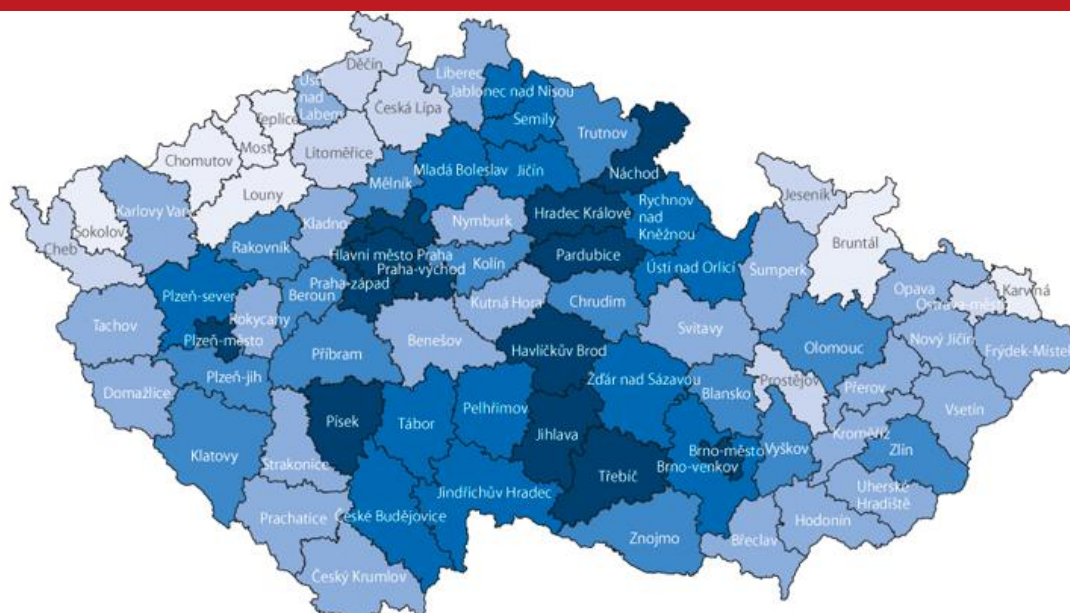 Děčín
Liberec
Ústí
nad
Labem
Jablonec nad Nisou
Česká Lípa
Semily
Teplice
Trutnov
Most
Chomutov
Litoměřice
Mladá Boleslav
Jičín
Náchod
Mělník
Louny
Jeseník
Karlovy Vary
Sokolov
Kladno
Nymburk
Hradec Králové
Rychnov
nad
Kněžnou
Cheb
Rakovník
Hlavní město Praha
Praha-východ
Kolín
Pardubice
Bruntál
Praha-západ
Ústí nad Orlicí
Šumperk
Plzeň-sever
Beroun
Kutná Hora
Chrudim
Opava
Karviná
Ostrava-město
Tachov
Rokycany
Svitavy
Plzeň-město
Benešov
Příbram
Havlíčkův Brod
Olomouc
Nový Jičín
Frýdek-Místek
Plzeň-jih
Žďár nad Sázavou
Prostějov
Domažlice
Blansko
Přerov
Písek
Tábor
Pelhřimov
Vsetín
Jihlava
Kroměříž
Klatovy
Brno-město
Vyškov
Zlín
Strakonice
Třebíč
Brno-venkov
Jindřichův Hradec
Uherské
Hradiště
Prachatice
České Budějovice
Hodonín
Znojmo
Břeclav
Český Krumlov